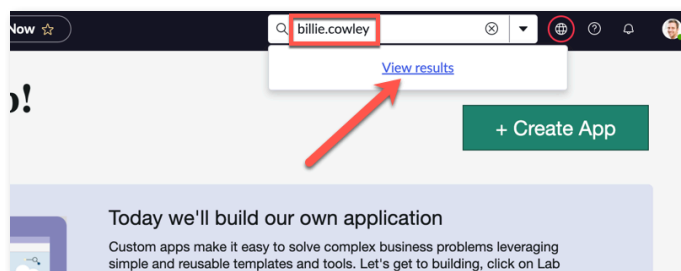 Now ☆
billie.cowley
View results
o!
+ Create App
Today we'll build our own application
Custom apps make it easy to solve complex business problems leveraging
simple and reusable templates and tools. Let's get to building, click on Lab